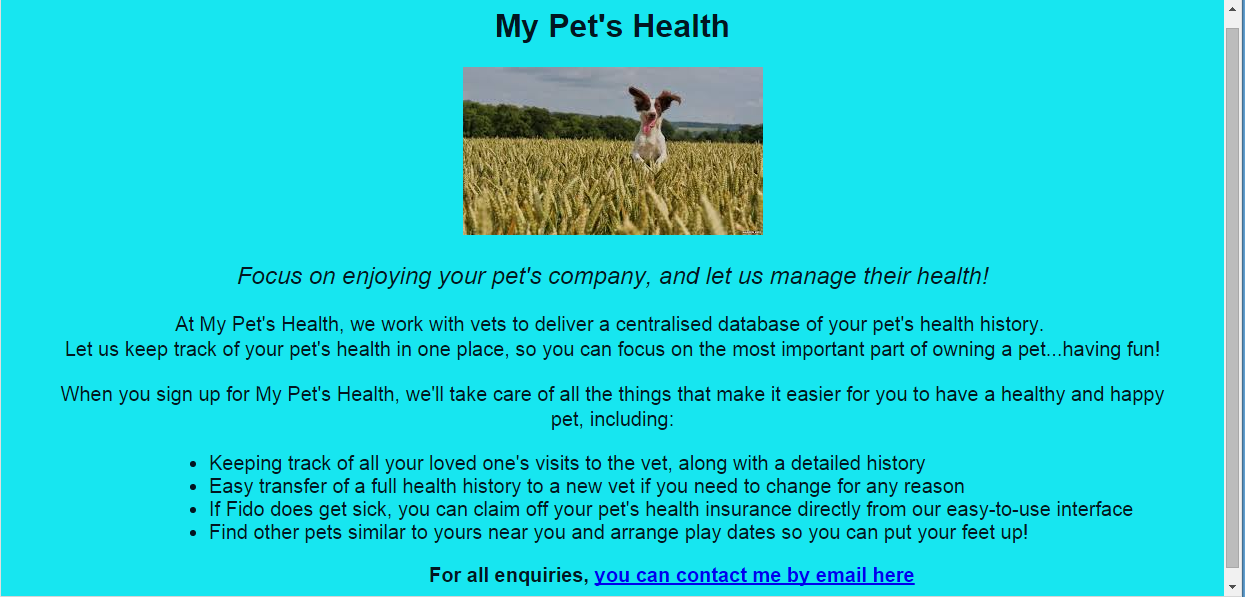 My Pet's Health
Focus on enjoying your pet's company, and let us manage their health!
At My Pet's Health, we work with vets to deliver a centralised database of your pet's health history.
Let us keep track of your pet's health in one place, so you can focus on the most important part of owning a pet...having fun!
When you sign up for My Pet's Health, we'll take care of all the things that make it easier for you to have a healthy and happy
pet, including:
• Keeping track of all your loved one's visits to the vet, along with a detailed history
• Easy transfer of a full health history to a new vet if you need to change for any reason
• If Fido does get sick, you can claim off your pet's health insurance directly from our easy-to-use interface
• Find other pets similar to yours near you and arrange play dates so you can put your feet up!
For all enquiries, you can contact me by email here